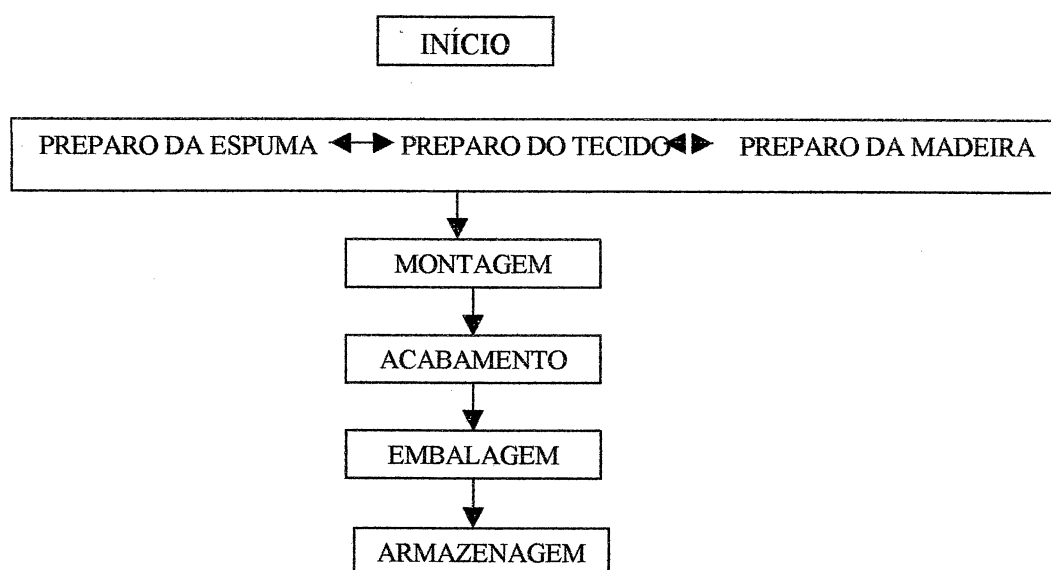 INÍCIO
PREPARO DA ESPUMA PREPARO DO TECIDO PREPARO DA MADEIRA
MONTAGEM
ACABAMENTO
EMBALAGEM
ARMAZENAGEM